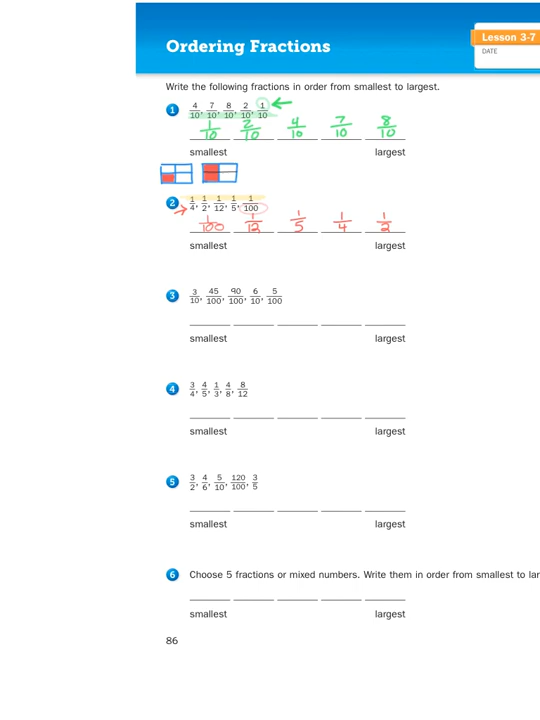 Lesson 3-7
Ordering Fractions
DATE
Write the following fractions in order from smallest to largest.
1 4/10, 7/10, 8/10, 2/10, 1/10
1/10 2/10 4/10 7/10 8/10
smallest largest
2 1/4, 1/2, 1/12, 1/5, 1/100
1/100 1/12 1/5 1/4 1/2
smallest largest
3 3/10, 45/100, 90/100, 6/10, 5/100
smallest largest
4 3/4, 4/5, 1/3, 4/8, 8/12
smallest largest
5 3/2, 4/6, 5/10, 120/100, 3/5
smallest largest
6 Choose 5 fractions or mixed numbers. Write them in order from smallest to lar
smallest largest
86